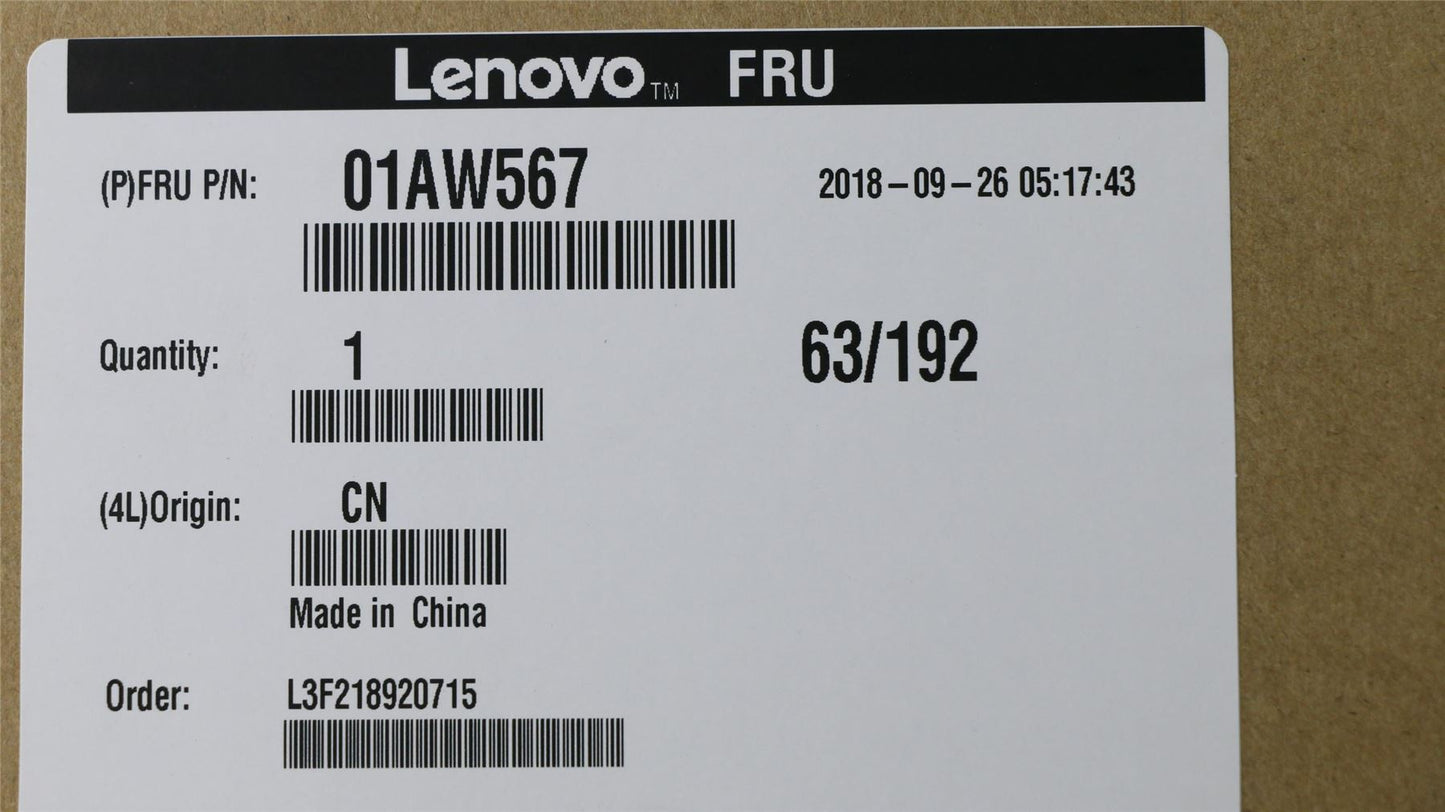 Lenovo™ FRU
(P)FRU P/N: 01AW567 2018-09-26 05:17:43
Quantity: 1 63/192
(4L)Origin: CN
Made in China
Order: L3F218920715